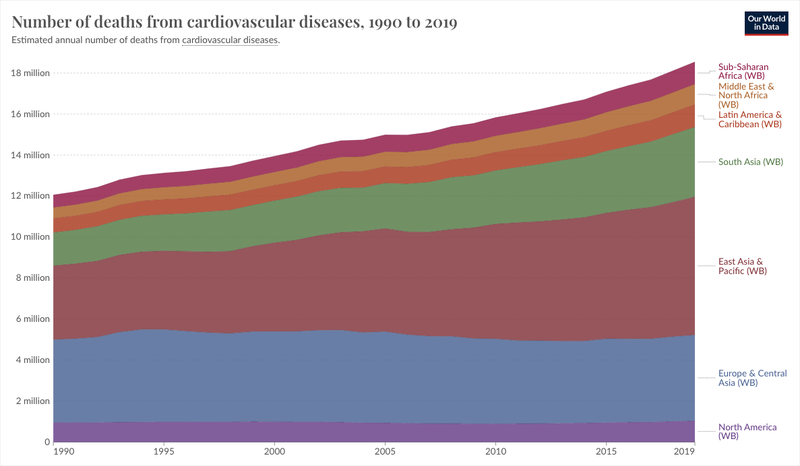 Number of deaths from cardiovascular diseases, 1990 to 2019
Our World
in Data
Estimated annual number of deaths from cardiovascular diseases.
18 million
16 million
14 million
12 million
10 million
8 million
6 million
4 million
2 million
0
Sub-Saharan
Africa (WB)
Middle East &
North Africa
(WB)
Latin America &
Caribbean (WB)
South Asia (WB)
East Asia &
Pacific (WB)
Europe & Central
Asia (WB)
North America
(WB)
1990
1995
2000
2005
2010
2015
2019